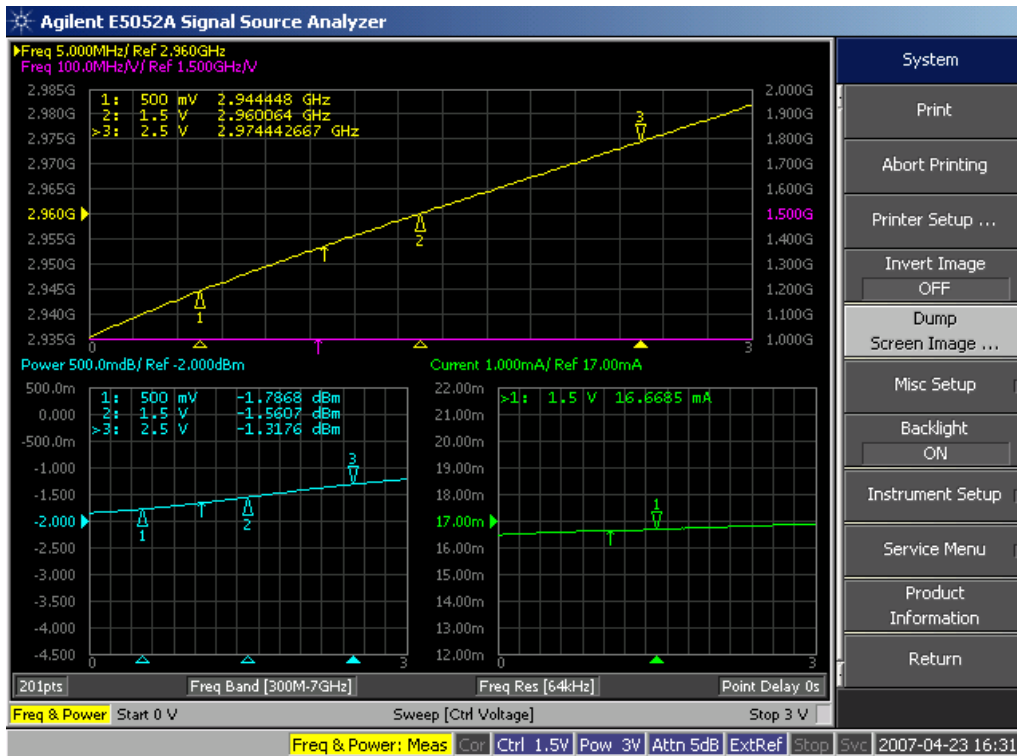 Agilent E5052A Signal Source Analyzer
Freq 5.000MHz/ Ref 2.960GHz
Freq 100.0MHz/V/ Ref 1.500GHz/V
2.985G
2.980G
2.975G
2.970G
2.965G
2.960G
2.955G
2.950G
2.945G
2.940G
2.935G
1: 500 mV 2.944448 GHz
2: 1.5 V 2.960064 GHz
>3: 2.5 V 2.974442667 GHz
1
2
3
0
3
2.000G
1.900G
1.800G
1.700G
1.600G
1.500G
1.400G
1.300G
1.200G
1.100G
1.000G
Power 500.0mdB/ Ref -2.000dBm
500.0m
0.000
-500.0m
-1.000
-1.500
-2.000
-2.500
-3.000
-3.500
-4.000
-4.500
1: 500 mV -1.7868 dBm
2: 1.5 V -1.5607 dBm
>3: 2.5 V -1.3176 dBm
1
2
3
0
3
Current 1.000mA/ Ref 17.00mA
22.00m
21.00m
20.00m
19.00m
18.00m
17.00m
16.00m
15.00m
14.00m
13.00m
12.00m
>1: 1.5 V 16.6685 mA
1
0
3
201pts Freq Band [300M-7GHz] Freq Res [64kHz] Point Delay 0s
Freq & Power Start 0 V Sweep [Ctrl Voltage] Stop 3 V
System
Print
Abort Printing
Printer Setup ...
Invert Image
OFF
Dump
Screen Image ...
Misc Setup
Backlight
ON
Instrument Setup
Service Menu
Product
Information
Return
Freq & Power: Meas Cor Ctrl 1.5V Pow 3V Attn 5dB ExtRef Stop Svc 2007-04-23 16:31